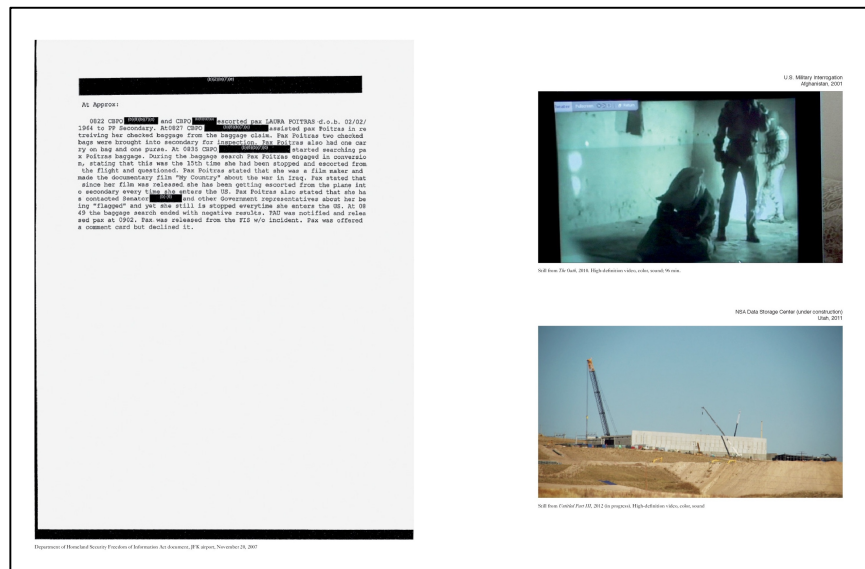 At Approx:
0822 CBPO and CBPO escorted pax LAURA POITRAS d.o.b. 02/02/
1964 to PP Secondary. At0827 CBPO assisted pax Poitras in re
treiving her checked baggage from the baggage claim. Pax Poitras two checked
bags were brought into secondary for inspection. Pax Poitras also had one car
ry on bag and one purse. At 0835 CBPO started searching pa
x Poitras baggage. During the baggage search Pax Poitras engaged in conversio
n, stating that this was the 15th time she had been stopped and escorted from
the flight and questioned. Pax Poitras stated that she was a film maker and
made the documentary film "My Country" about the war in Iraq. Pax stated that
since her film was released she has been getting escorted from the plane int
o secondary every time she enters the US. Pax Poitras also stated that she ha
s contacted Senator and other Government representatives about her be
ing "flagged" and yet she still is stopped everytime she enters the US. At 08
49 the baggage search ended with negative results. PAU was notified and relea
sed pax at 0902. Pax was released from the FIS w/o incident. Pax was offered
a comment card but declined it.
Department of Homeland Security Freedom of Information Act document, JFK airport, November 26, 2007
U.S. Military Interrogation
Afghanistan, 2001
Still from The Oath, 2010. High-definition video, color, sound; 96 min.
NSA Data Storage Center (under construction)
Utah, 2011
Still from Untitled Part III, 2012 (in progress). High-definition video, color, sound